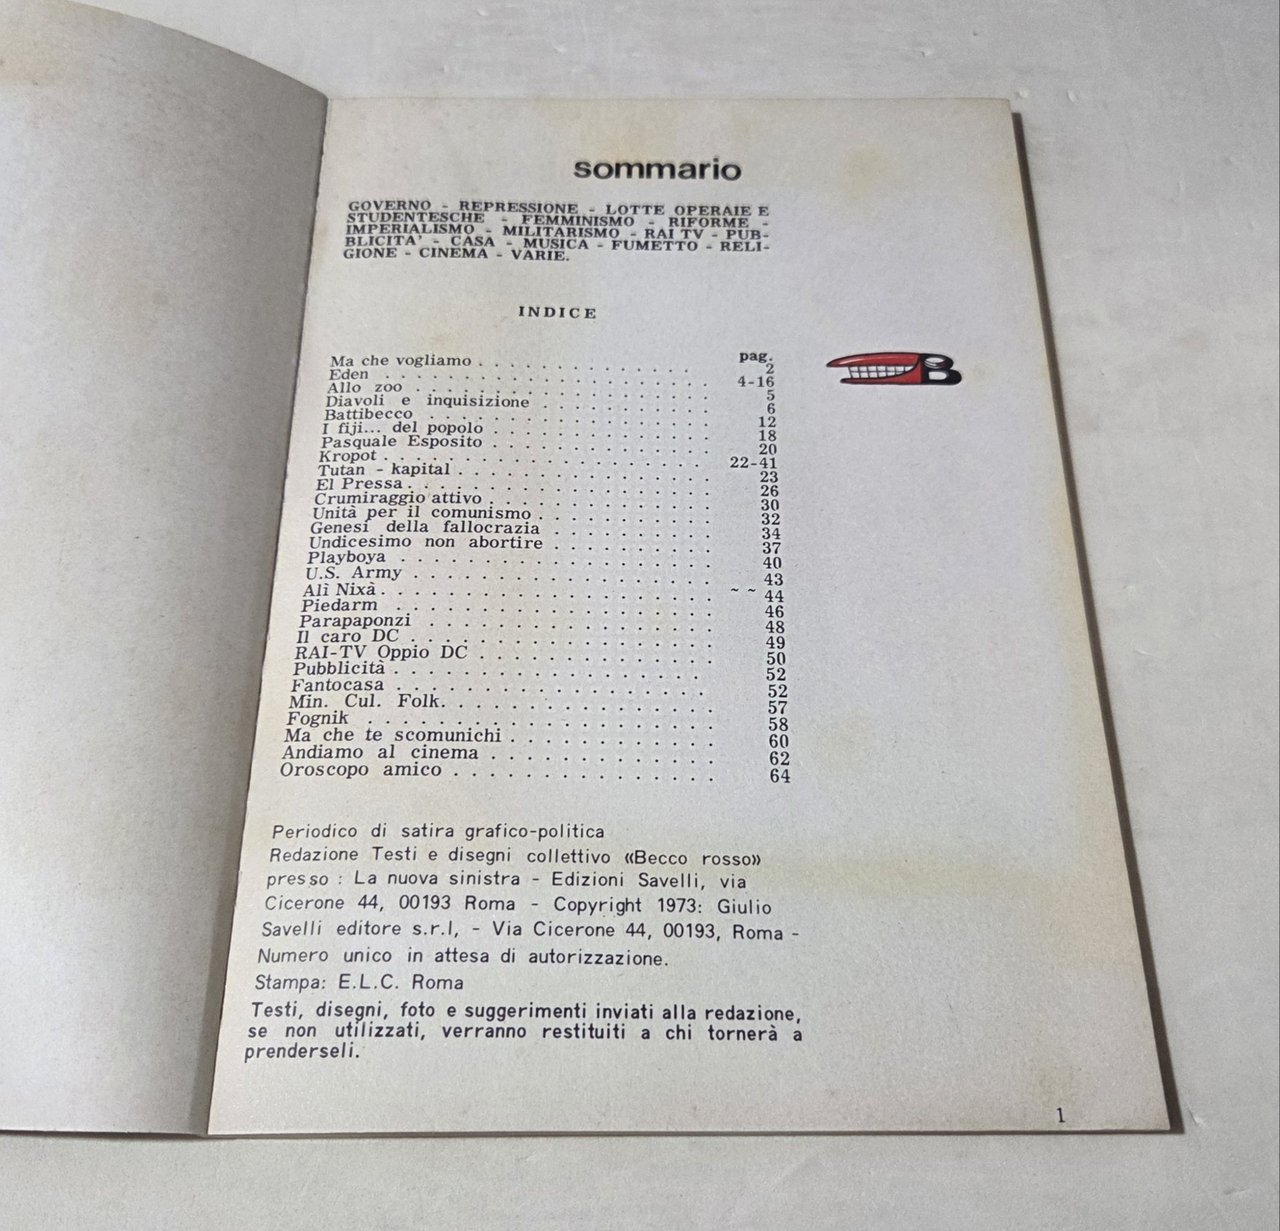 sommario
GOVERNO - REPRESSIONE - LOTTE OPERAIE E
STUDENTESCHE - FEMMINISMO - RIFORME -
IMPERIALISMO - MILITARISMO - RAI TV - PUB-
BLICITA' - CASA - MUSICA - FUMETTO - RELI-
GIONE - CINEMA - VARIE.
INDICE
pag.
Ma che vogliamo . . . . . . . . . . . . . 2
Eden . . . . . . . . . . . . . . . . . 4-16
Allo zoo . . . . . . . . . . . . . . . . 5
Diavoli e inquisizione . . . . . . . . . . 6
Battibecco . . . . . . . . . . . . . . . 12
I fiji... del popolo . . . . . . . . . . . 18
Pasquale Esposito . . . . . . . . . . . . 20
Kropot . . . . . . . . . . . . . . . . 22-41
Tutan - kapital . . . . . . . . . . . . . 23
El Pressa . . . . . . . . . . . . . . . . 26
Crumiraggio attivo . . . . . . . . . . . . 30
Unità per il comunismo . . . . . . . . . . 32
Genesi della fallocrazia . . . . . . . . . 34
Undicesimo non abortire . . . . . . . . . 37
Playboya . . . . . . . . . . . . . . . . 40
U.S. Army . . . . . . . . . . . . . . . . 43
Alì Nixà . . . . . . . . . . . . . . . ~ ~ 44
Piedarm . . . . . . . . . . . . . . . . . 46
Parapaponzi . . . . . . . . . . . . . . . 48
Il caro DC . . . . . . . . . . . . . . . . 49
RAI-TV Oppio DC . . . . . . . . . . . . . 50
Pubblicità . . . . . . . . . . . . . . . . 52
Fantocasa . . . . . . . . . . . . . . . . 52
Min. Cul. Folk. . . . . . . . . . . . . . 57
Fognik . . . . . . . . . . . . . . . . . 58
Ma che te scomunichi . . . . . . . . . . . 60
Andiamo al cinema . . . . . . . . . . . . 62
Oroscopo amico . . . . . . . . . . . . . . 64
B
Periodico di satira grafico-politica
Redazione Testi e disegni collettivo «Becco rosso»
presso : La nuova sinistra - Edizioni Savelli, via
Cicerone 44, 00193 Roma - Copyright 1973: Giulio
Savelli editore s.r.l, - Via Cicerone 44, 00193, Roma -
Numero unico in attesa di autorizzazione.
Stampa: E.L.C. Roma
Testi, disegni, foto e suggerimenti inviati alla redazione,
se non utilizzati, verranno restituiti a chi tornerà a
prenderseli.
1